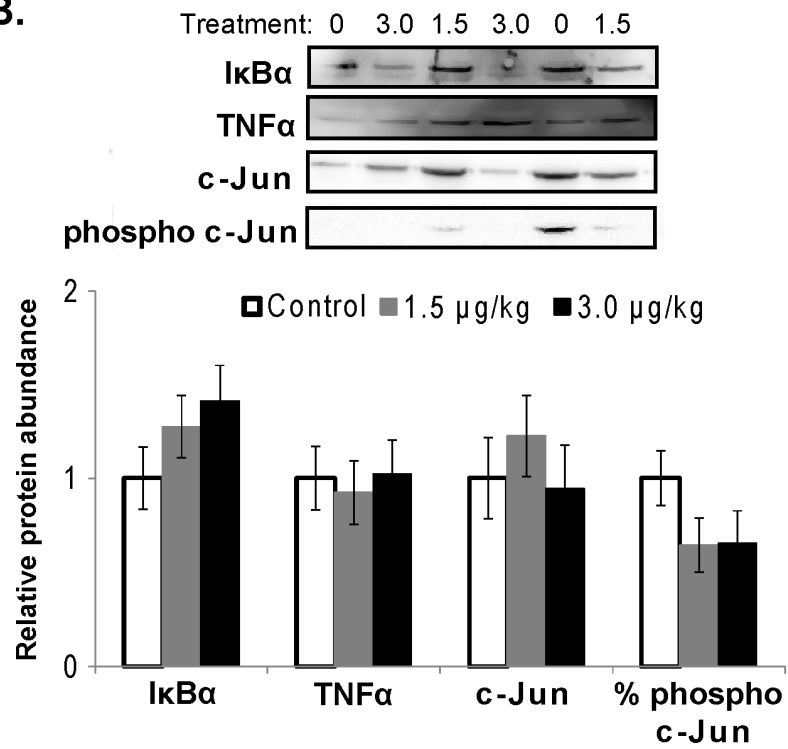 B.
Treatment: 0 3.0 1.5 3.0 0 1.5
IκBα
TNFα
c-Jun
phospho c-Jun
2
Control 1.5 µg/kg 3.0 µg/kg
Relative protein abundance
1
0
IκBα TNFα c-Jun % phospho
c-Jun